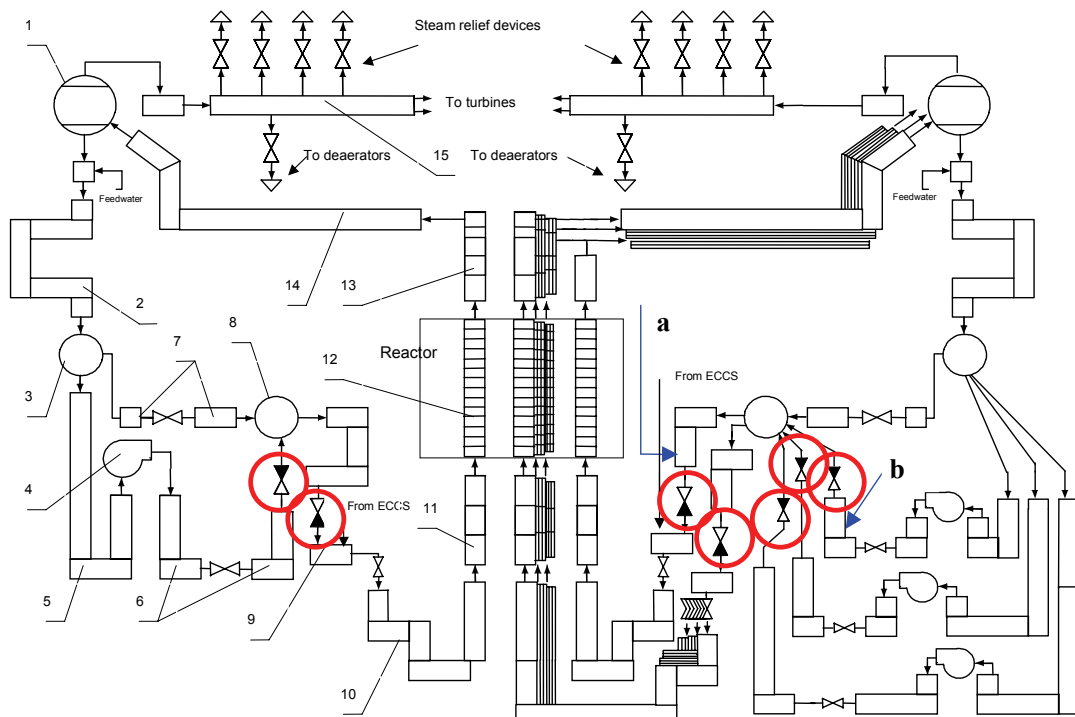 1
Steam relief devices
To turbines
To deaerators
15
To deaerators
Feedwater
Feedwater
2
14
13
a
3
7
8
Reactor
12
From ECCS
4
b
From ECCS
11
5
6
9
10